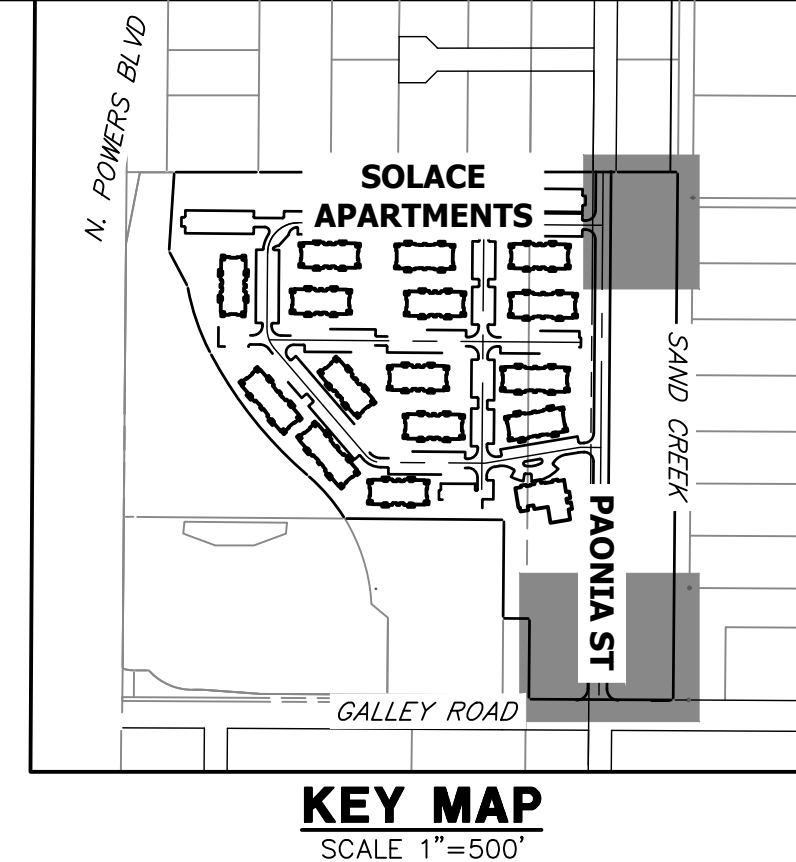 N. POWERS BLVD
SOLACE
APARTMENTS
SAND CREEK
PAONIA ST
GALLEY ROAD
KEY MAP
SCALE 1"=500'